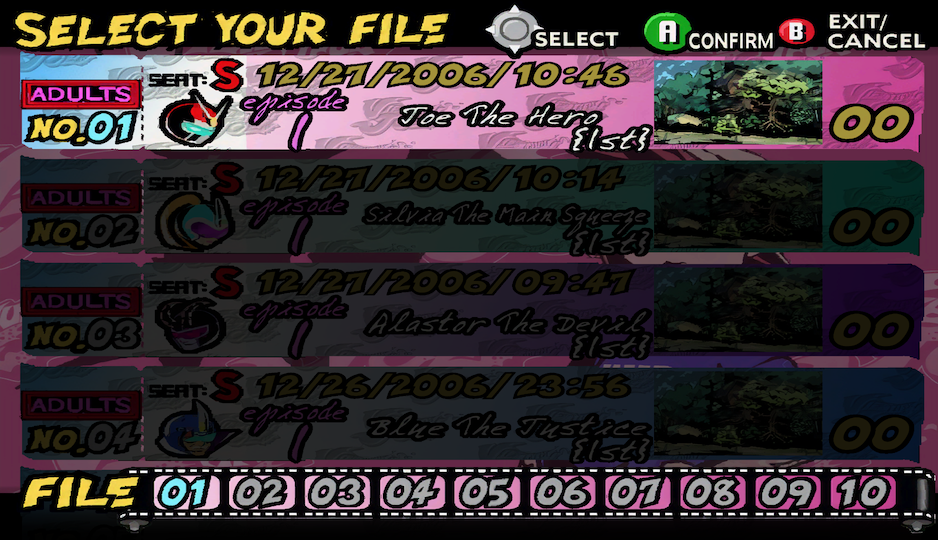 SELECT YOUR FILE SELECT A CONFIRM B EXIT/CANCEL
ADULTS SEAT: S 12/27/2006/10:46
NO.01 episode 1 Joe The Hero {1st} 00
ADULTS SEAT: S 12/27/2006/10:14
NO.02 episode 1 Silvia The Main Squeeze {1st} 00
ADULTS SEAT: S 12/27/2006/09:47
NO.03 episode 1 Alastor The Devil {1st} 00
ADULTS SEAT: S 12/26/2006/23:56
NO.04 episode 1 Blue The Justice {1st} 00
FILE 01 02 03 04 05 06 07 08 09 10